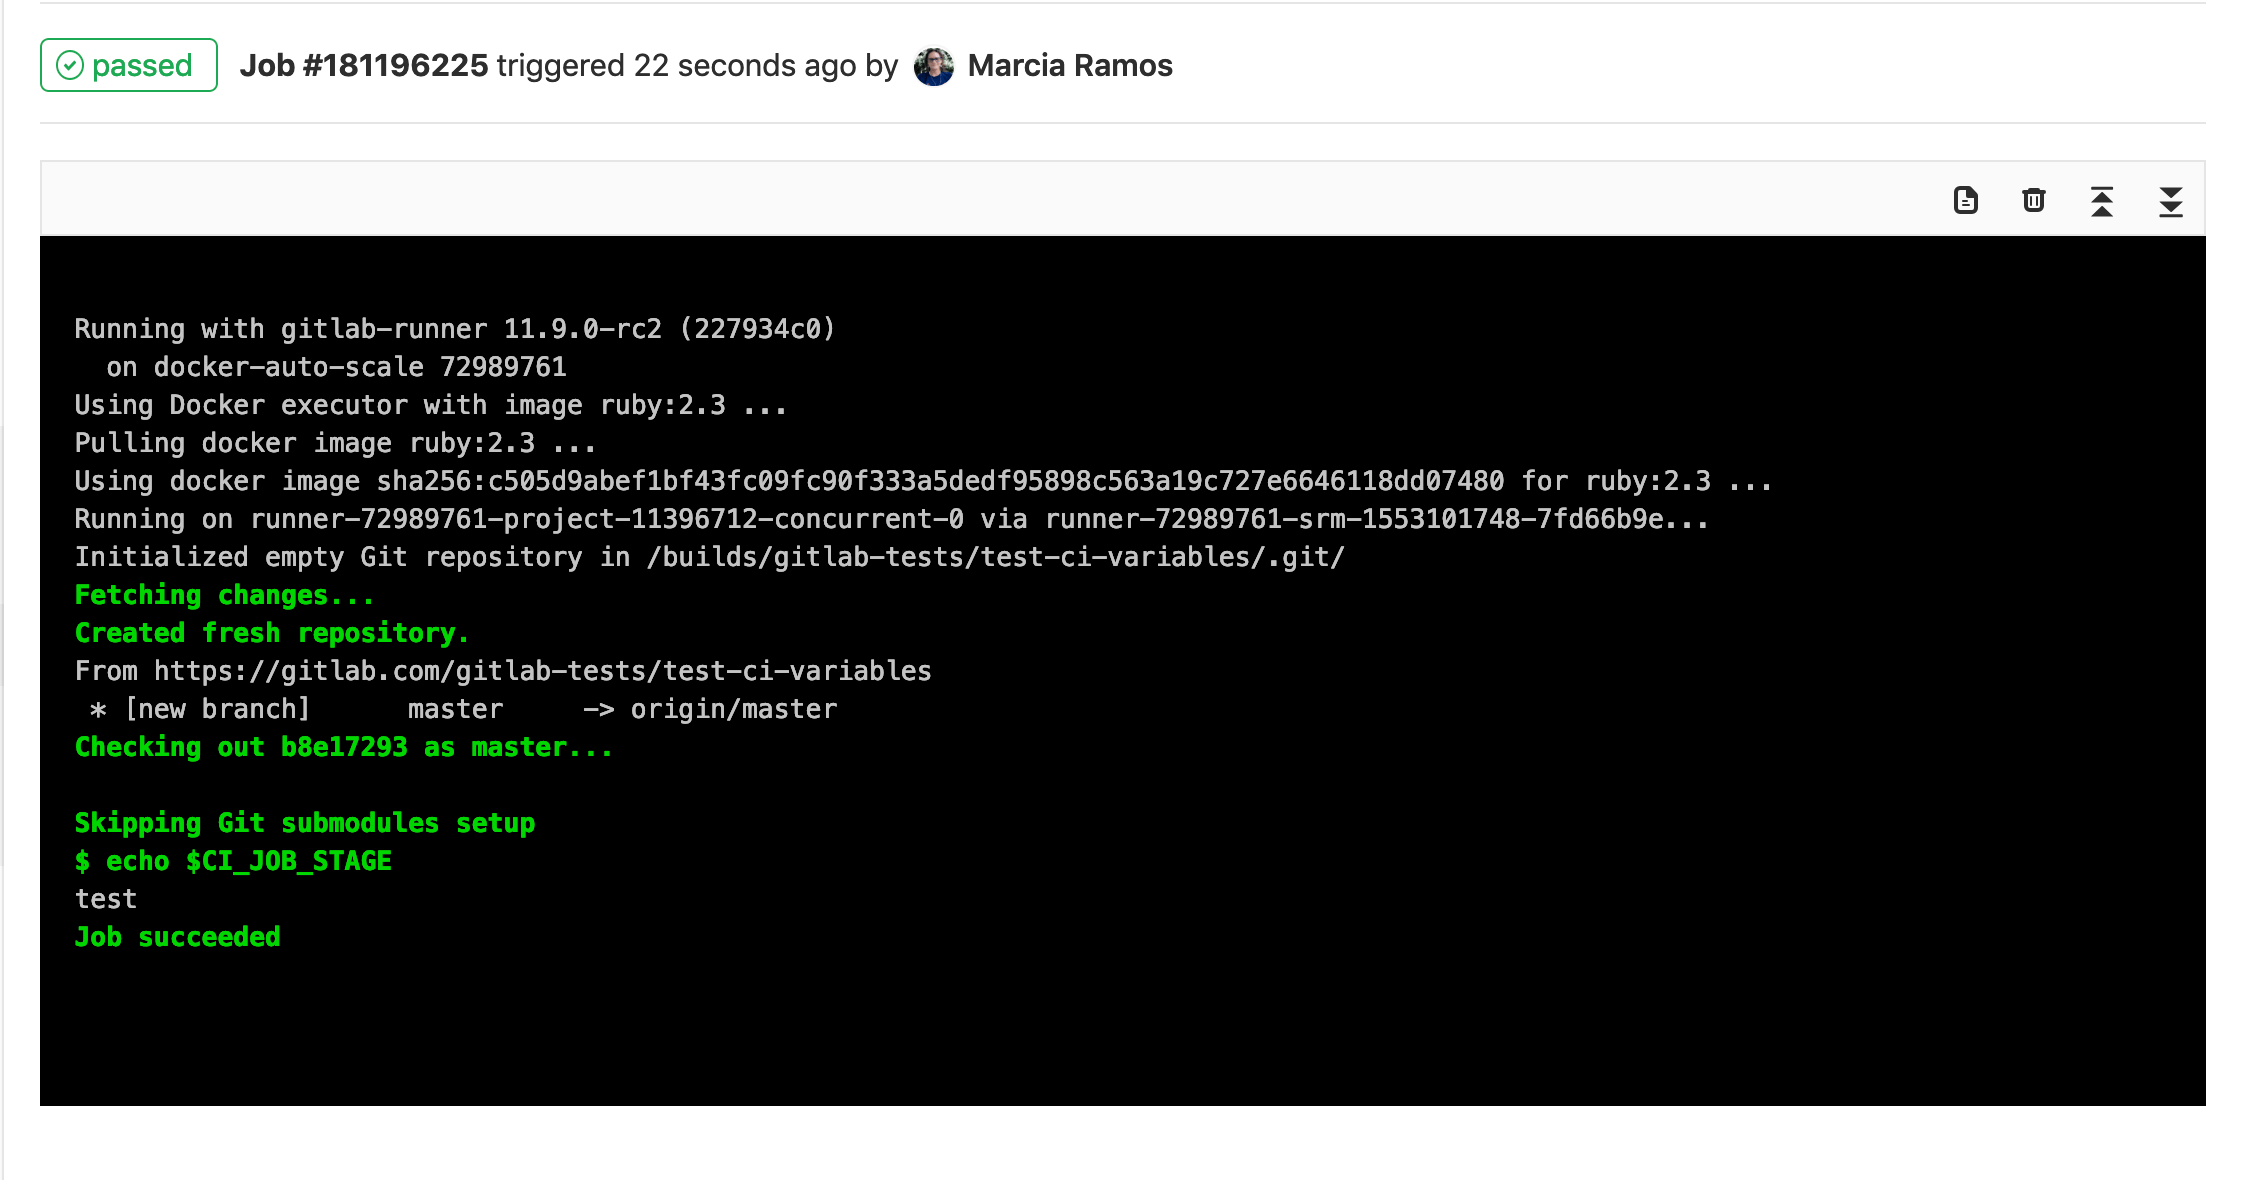 passed Job #181196225 triggered 22 seconds ago by Marcia Ramos
Running with gitlab-runner 11.9.0-rc2 (227934c0)
on docker-auto-scale 72989761
Using Docker executor with image ruby:2.3 ...
Pulling docker image ruby:2.3 ...
Using docker image sha256:c505d9abef1bf43fc09fc90f333a5dedf95898c563a19c727e6646118dd07480 for ruby:2.3 ...
Running on runner-72989761-project-11396712-concurrent-0 via runner-72989761-srm-1553101748-7fd66b9e...
Initialized empty Git repository in /builds/gitlab-tests/test-ci-variables/.git/
Fetching changes...
Created fresh repository.
From https://gitlab.com/gitlab-tests/test-ci-variables
* [new branch]      master     -> origin/master
Checking out b8e17293 as master...
Skipping Git submodules setup
$ echo $CI_JOB_STAGE
test
Job succeeded